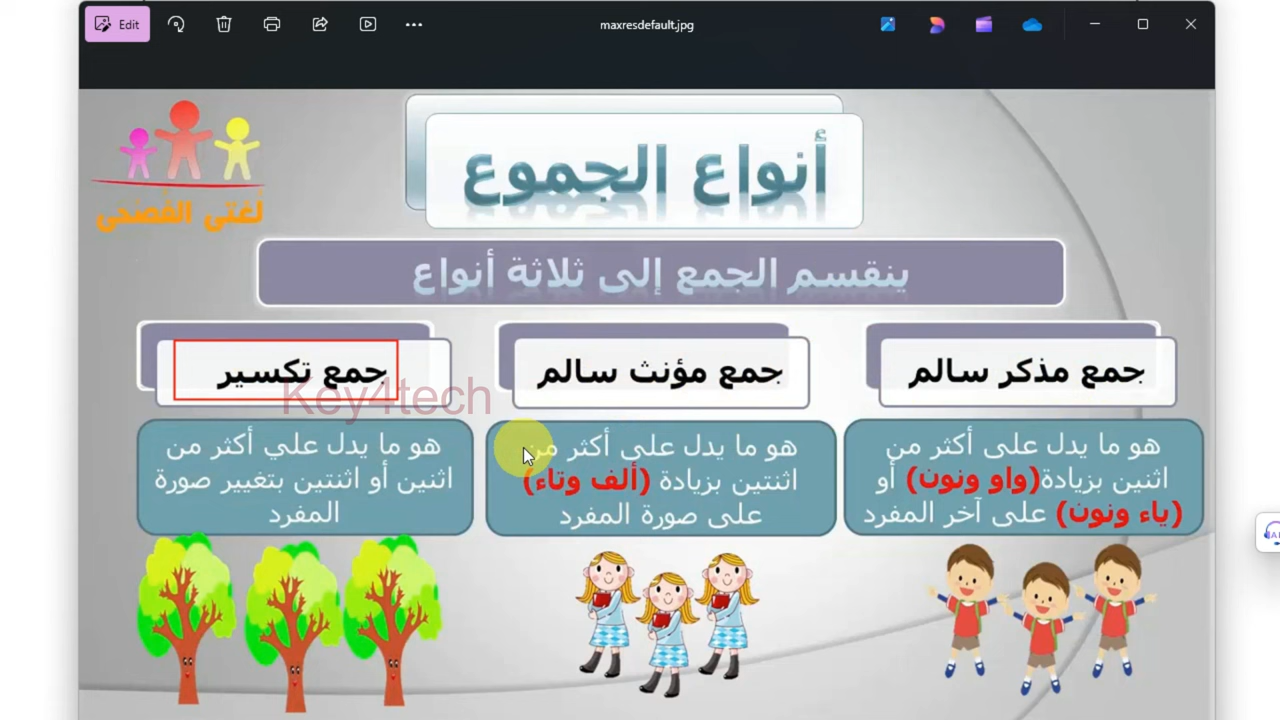 Edit
maxresdefault.jpg
أنواع الجموع
لغتي الفصحى
ينقسم الجمع إلى ثلاثة أنواع
جمع مذكر سالم
جمع مؤنث سالم
جمع تكسير
Key4tech
هو ما يدل على أكثر من
اثنين بزيادة(واو ونون) أو
(ياء ونون) على آخر المفرد
هو ما يدل على أكثر من
اثنتين بزيادة (ألف وتاء)
على صورة المفرد
هو ما يدل علي أكثر من
اثنين أو اثنتين بتغيير صورة
المفرد